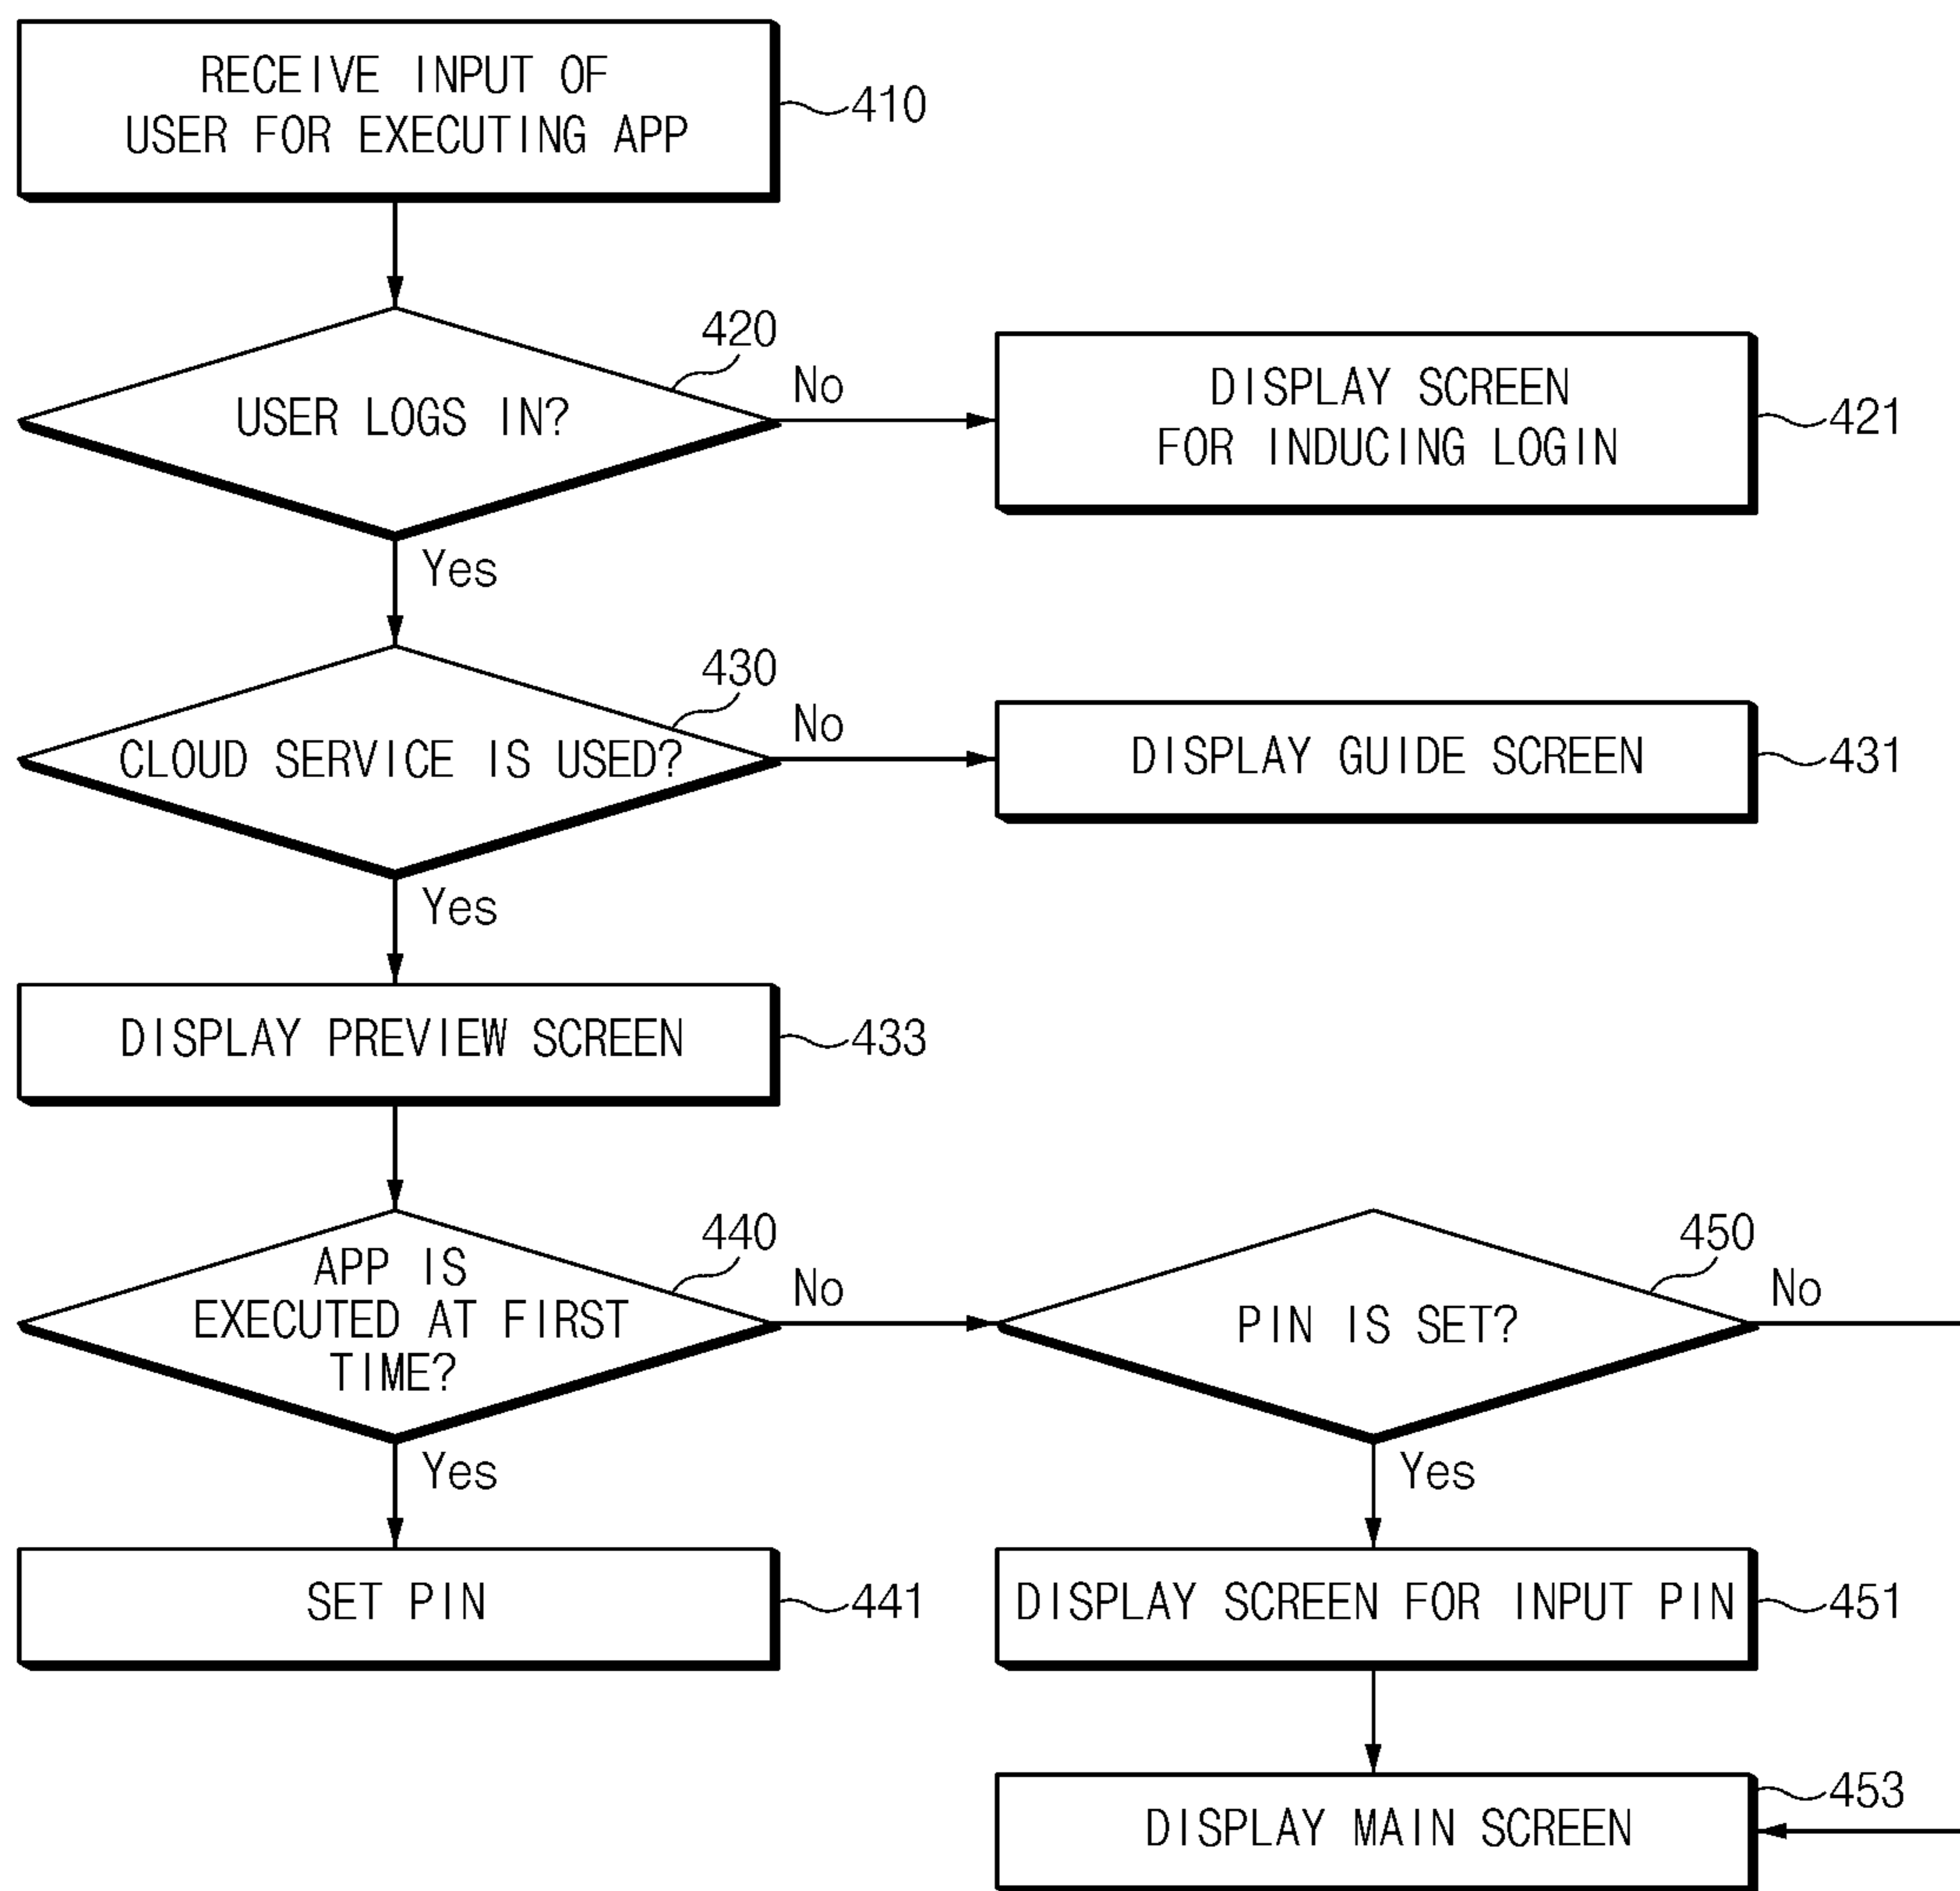 RECEIVE INPUT OF
USER FOR EXECUTING APP
410
USER LOGS IN?
420
No
Yes
DISPLAY SCREEN
FOR INDUCING LOGIN
421
CLOUD SERVICE IS USED?
430
No
Yes
DISPLAY GUIDE SCREEN
431
DISPLAY PREVIEW SCREEN
433
APP IS
EXECUTED AT FIRST
TIME?
440
No
Yes
PIN IS SET?
450
No
Yes
SET PIN
441
DISPLAY SCREEN FOR INPUT PIN
451
DISPLAY MAIN SCREEN
453